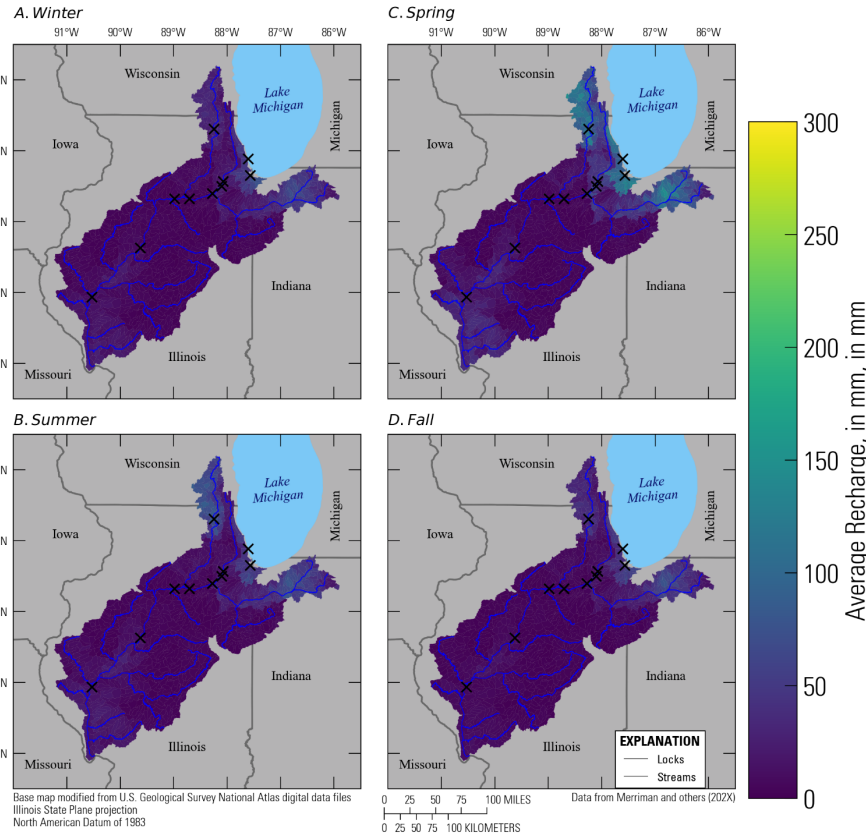 A. Winter
C. Spring
91°W 90°W 89°W 88°W 87°W 86°W
91°W 90°W 89°W 88°W 87°W 86°W
N
N
N
N
N
Wisconsin
Lake
Michigan
Michigan
Iowa
Indiana
Illinois
Missouri
Wisconsin
Lake
Michigan
Michigan
Iowa
Indiana
Illinois
Missouri
B. Summer
D. Fall
N
N
N
N
N
Wisconsin
Lake
Michigan
Michigan
Iowa
Indiana
Illinois
Missouri
Wisconsin
Lake
Michigan
Michigan
Iowa
Indiana
Illinois
Missouri
EXPLANATION
Locks
Streams
300
250
200
150
100
50
0
Average Recharge, in mm, in mm
Base map modified from U.S. Geological Survey National Atlas digital data files
Illinois State Plane projection
North American Datum of 1983
0 25 50 75 100 MILES
0 25 50 75 100 KILOMETERS
Data from Merriman and others (202X)